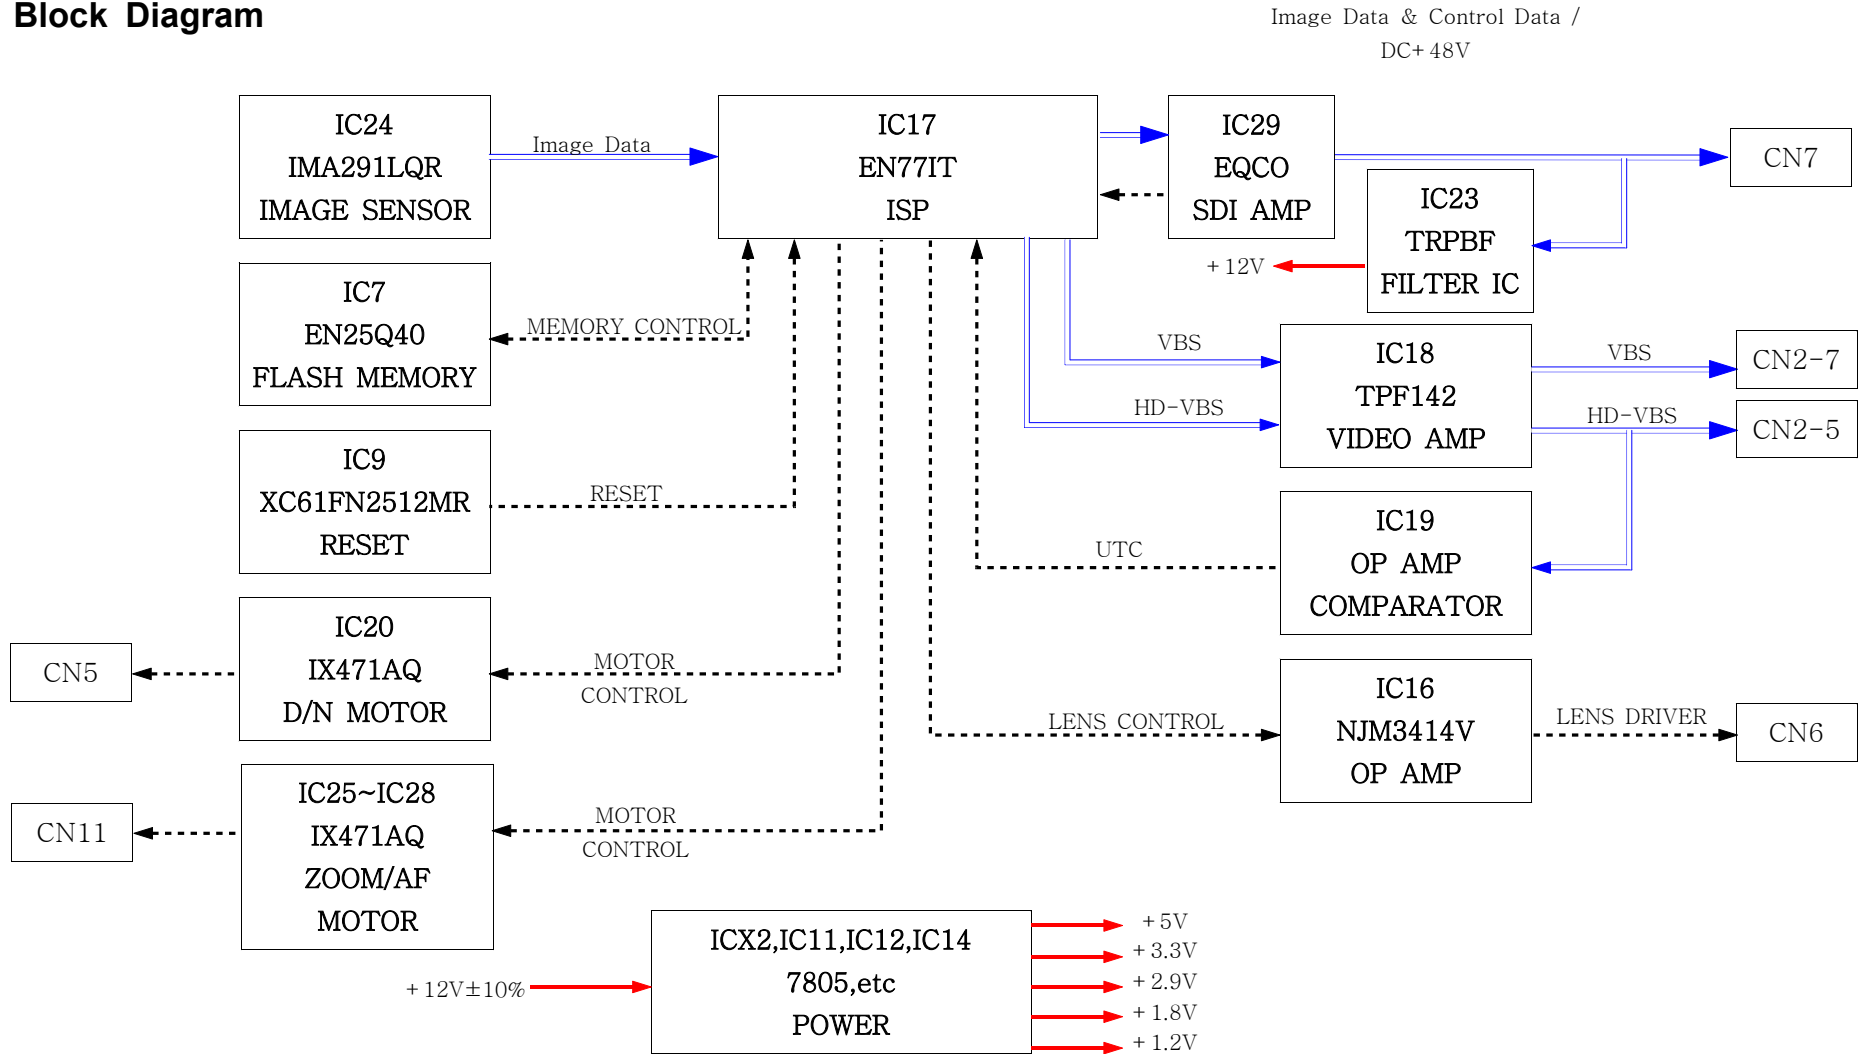 Block Diagram
Image Data & Control Data /
DC+48V
IC24
IMA291LQR
IMAGE SENSOR
Image Data
IC17
EN77IT
ISP
IC29
EQCO
SDI AMP
CN7
IC23
TRPBF
FILTER IC
+12V
IC7
EN25Q40
FLASH MEMORY
MEMORY CONTROL
VBS
HD-VBS
IC18
TPF142
VIDEO AMP
VBS
CN2-7
HD-VBS
CN2-5
IC9
XC61FN2512MR
RESET
RESET
UTC
IC19
OP AMP
COMPARATOR
CN5
IC20
IX471AQ
D/N MOTOR
MOTOR
CONTROL
LENS CONTROL
IC16
NJM3414V
OP AMP
LENS DRIVER
CN6
CN11
IC25~IC28
IX471AQ
ZOOM/AF
MOTOR
MOTOR
CONTROL
+12V±10%
ICX2,IC11,IC12,IC14
7805,etc
POWER
+5V
+3.3V
+2.9V
+1.8V
+1.2V